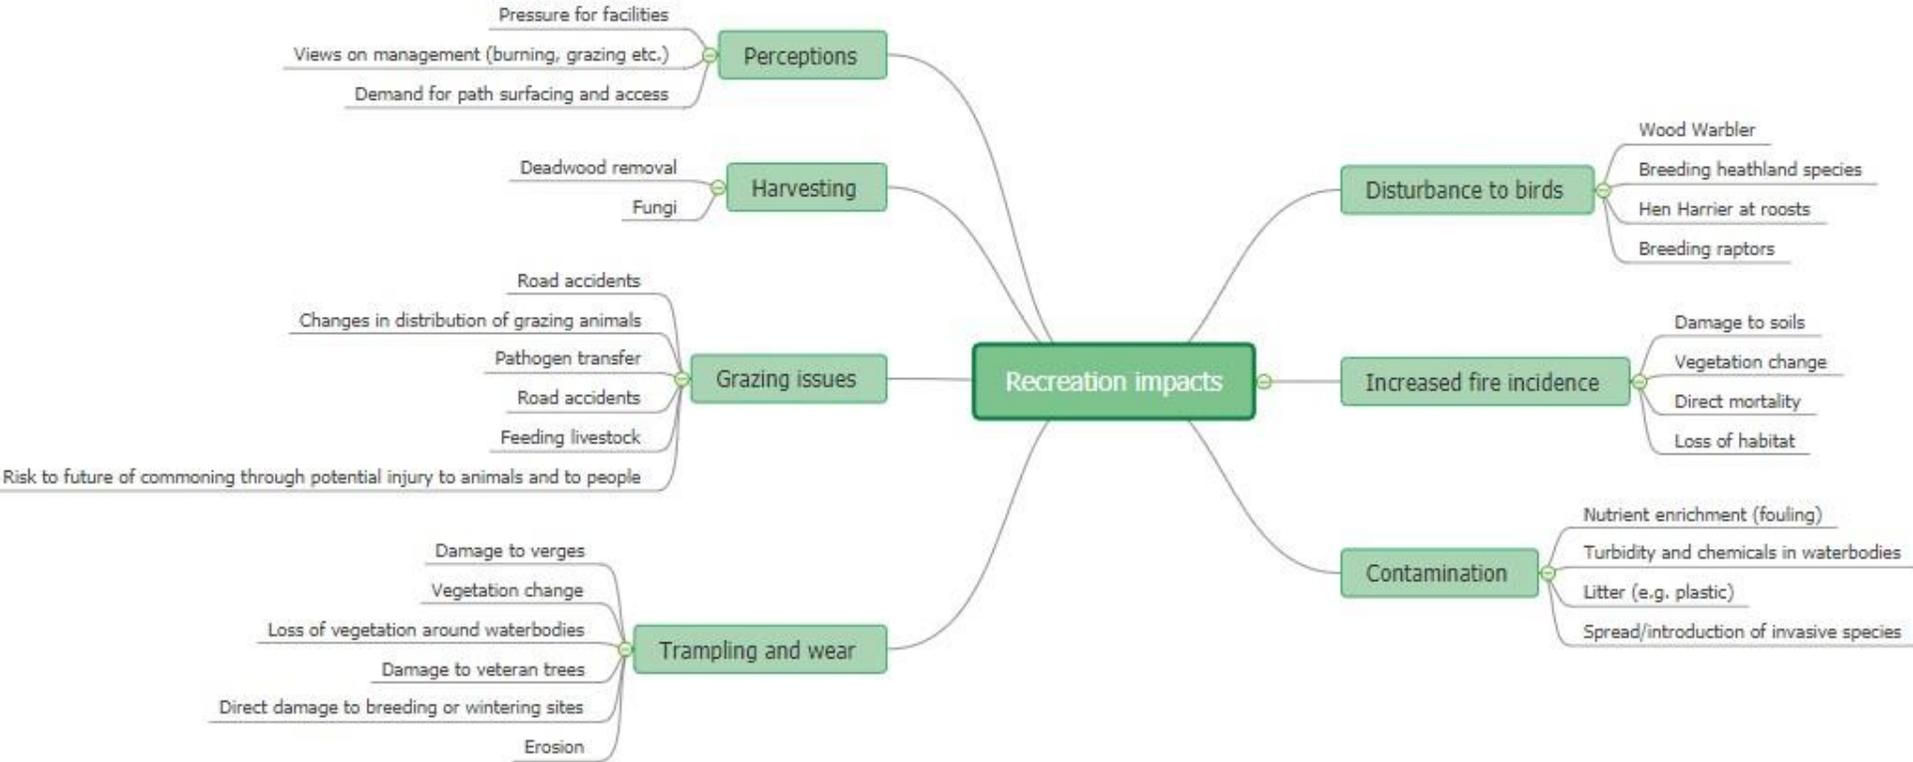 Pressure for facilities
Views on management (burning, grazing etc.)
Demand for path surfacing and access
Perceptions
Deadwood removal
Fungi
Harvesting
Road accidents
Changes in distribution of grazing animals
Pathogen transfer
Road accidents
Feeding livestock
Risk to future of commoning through potential injury to animals and to people
Grazing issues
Damage to verges
Vegetation change
Loss of vegetation around waterbodies
Damage to veteran trees
Direct damage to breeding or wintering sites
Erosion
Trampling and wear
Recreation impacts
Disturbance to birds
Wood Warbler
Breeding heathland species
Hen Harrier at roosts
Breeding raptors
Increased fire incidence
Damage to soils
Vegetation change
Direct mortality
Loss of habitat
Contamination
Nutrient enrichment (fouling)
Turbidity and chemicals in waterbodies
Litter (e.g. plastic)
Spread/introduction of invasive species